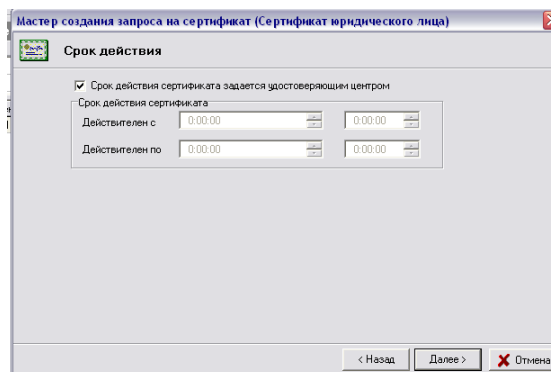 Мастер создания запроса на сертификат (Сертификат юридического лица)
Срок действия
Срок действия сертификата задается удостоверяющим центром
Срок действия сертификата
Действителен с 0:00:00 0:00:00
Действителен по 0:00:00 0:00:00
< Назад Далее > Отмена